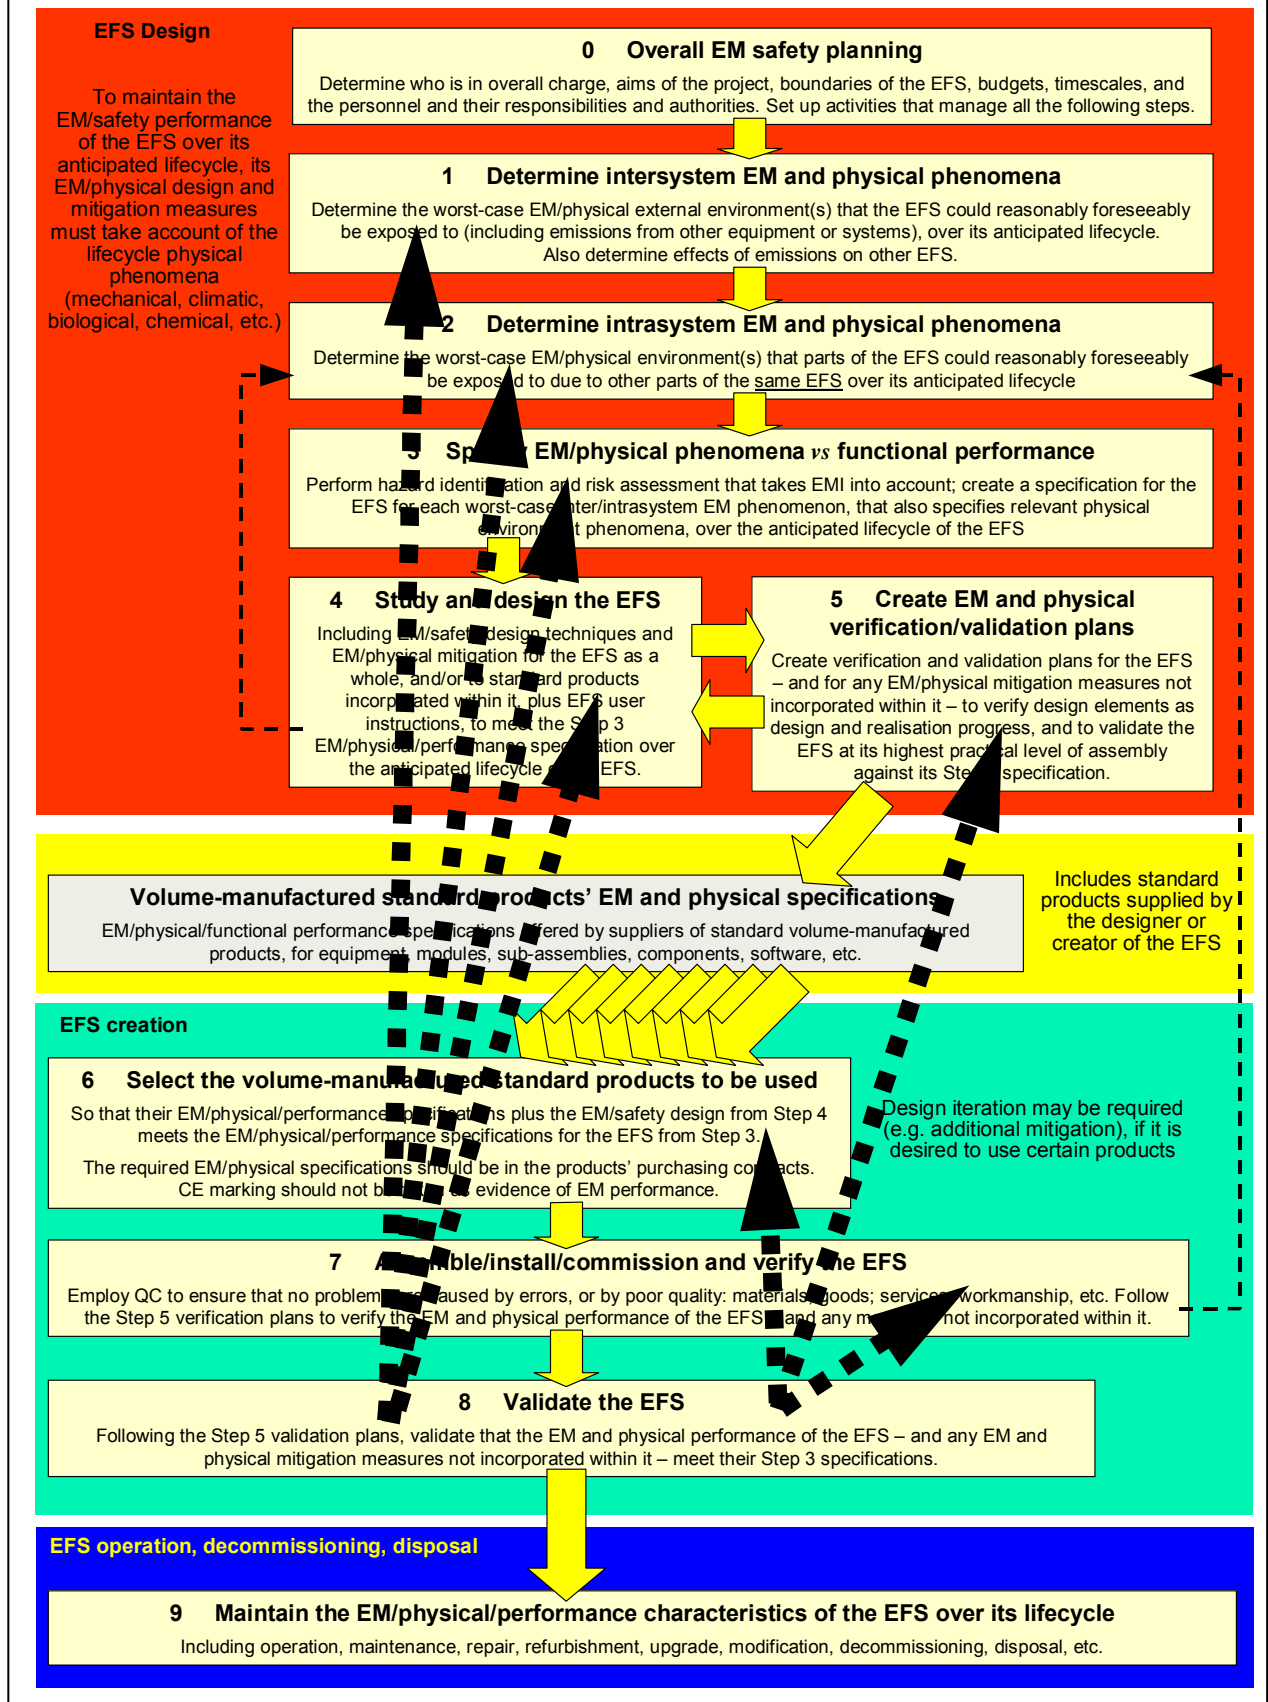 EFS Design
To maintain the
EM/safety performance
of the EFS over its
anticipated lifecycle, its
EM/physical design and
mitigation measures
must take account of the
lifecycle physical
phenomena
(mechanical, climatic,
biological, chemical, etc.)
0 Overall EM safety planning
Determine who is in overall charge, aims of the project, boundaries of the EFS, budgets, timescales, and
the personnel and their responsibilities and authorities. Set up activities that manage all the following steps.
1 Determine intersystem EM and physical phenomena
Determine the worst-case EM/physical external environment(s) that the EFS could reasonably foreseeably
be exposed to (including emissions from other equipment or systems), over its anticipated lifecycle.
Also determine effects of emissions on other EFS.
2 Determine intrasystem EM and physical phenomena
Determine the worst-case EM/physical environment(s) that parts of the EFS could reasonably foreseeably
be exposed to due to other parts of the same EFS over its anticipated lifecycle
3 Specify EM/physical phenomena vs functional performance
Perform hazard identification and risk assessment that takes EMI into account; create a specification for the
EFS for each worst-case inter/intrasystem EM phenomenon, that also specifies relevant physical
environment phenomena, over the anticipated lifecycle of the EFS
4 Study and design the EFS
Including EM/safety design techniques and
EM/physical mitigation for the EFS as a
whole, and/or to standard products
incorporated within it, plus EFS user
instructions, to meet the Step 3
EM/physical/performance specification over
the anticipated lifecycle of the EFS.
5 Create EM and physical
verification/validation plans
Create verification and validation plans for the EFS
– and for any EM/physical mitigation measures not
incorporated within it – to verify design elements as
design and realisation progress, and to validate the
EFS at its highest practical level of assembly
against its Step specification.
Volume-manufactured standard products’ EM and physical specifications
EM/physical/functional performance specifications offered by suppliers of standard volume-manufactured
products, for equipment, modules, sub-assemblies, components, software, etc.
Includes standard
products supplied by
the designer or
creator of the EFS
EFS creation
6 Select the volume-manufactured standard products to be used
So that their EM/physical/performance specifications plus the EM/safety design from Step 4
meets the EM/physical/performance specifications for the EFS from Step 3.
The required EM/physical specifications should be in the products’ purchasing contracts.
CE marking should not be taken as evidence of EM performance.
Design iteration may be required
(e.g. additional mitigation), if it is
desired to use certain products
7 Assemble/install/commission and verify the EFS
Employ QC to ensure that no problems are caused by errors, or by poor quality: materials; goods; services; workmanship, etc. Follow
the Step 5 verification plans to verify the EM and physical performance of the EFS and any not incorporated within it.
8 Validate the EFS
Following the Step 5 validation plans, validate that the EM and physical performance of the EFS – and any EM and
physical mitigation measures not incorporated within it – meet their Step 3 specifications.
EFS operation, decommissioning, disposal
9 Maintain the EM/physical/performance characteristics of the EFS over its lifecycle
Including operation, maintenance, repair, refurbishment, upgrade, modification, decommissioning, disposal, etc.